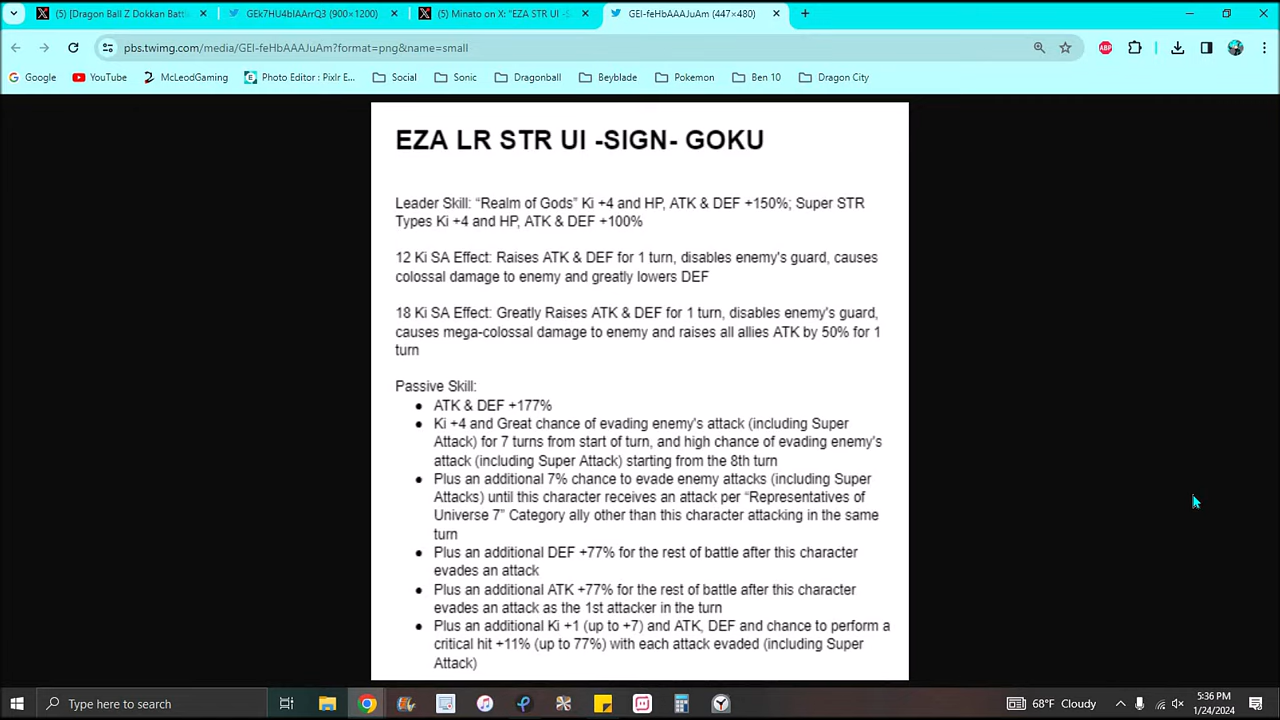 (5) [Dragon Ball Z Dokkan Battl
GEk7HU4bIAArrQ3 (900×1200)
(5) Minato on X: "EZA STR UI -S
GEI-feHbAAAJuAm (447×480)
pbs.twimg.com/media/GEI-feHbAAAJuAm?format=png&name=small
Google
YouTube
McLeodGaming
Photo Editor : Pixlr E...
Social
Sonic
Dragonball
Beyblade
Pokemon
Ben 10
Dragon City
EZA LR STR UI -SIGN- GOKU
Leader Skill: “Realm of Gods” Ki +4 and HP, ATK & DEF +150%; Super STR
Types Ki +4 and HP, ATK & DEF +100%
12 Ki SA Effect: Raises ATK & DEF for 1 turn, disables enemy's guard, causes
colossal damage to enemy and greatly lowers DEF
18 Ki SA Effect: Greatly Raises ATK & DEF for 1 turn, disables enemy's guard,
causes mega-colossal damage to enemy and raises all allies ATK by 50% for 1
turn
Passive Skill:
● ATK & DEF +177%
● Ki +4 and Great chance of evading enemy's attack (including Super
Attack) for 7 turns from start of turn, and high chance of evading enemy's
attack (including Super Attack) starting from the 8th turn
● Plus an additional 7% chance to evade enemy attacks (including Super
Attacks) until this character receives an attack per “Representatives of
Universe 7” Category ally other than this character attacking in the same
turn
● Plus an additional DEF +77% for the rest of battle after this character
evades an attack
● Plus an additional ATK +77% for the rest of battle after this character
evades an attack as the 1st attacker in the turn
● Plus an additional Ki +1 (up to +7) and ATK, DEF and chance to perform a
critical hit +11% (up to 77%) with each attack evaded (including Super
Attack)
ABP
Type here to search
68°F Cloudy
5:36 PM
1/24/2024